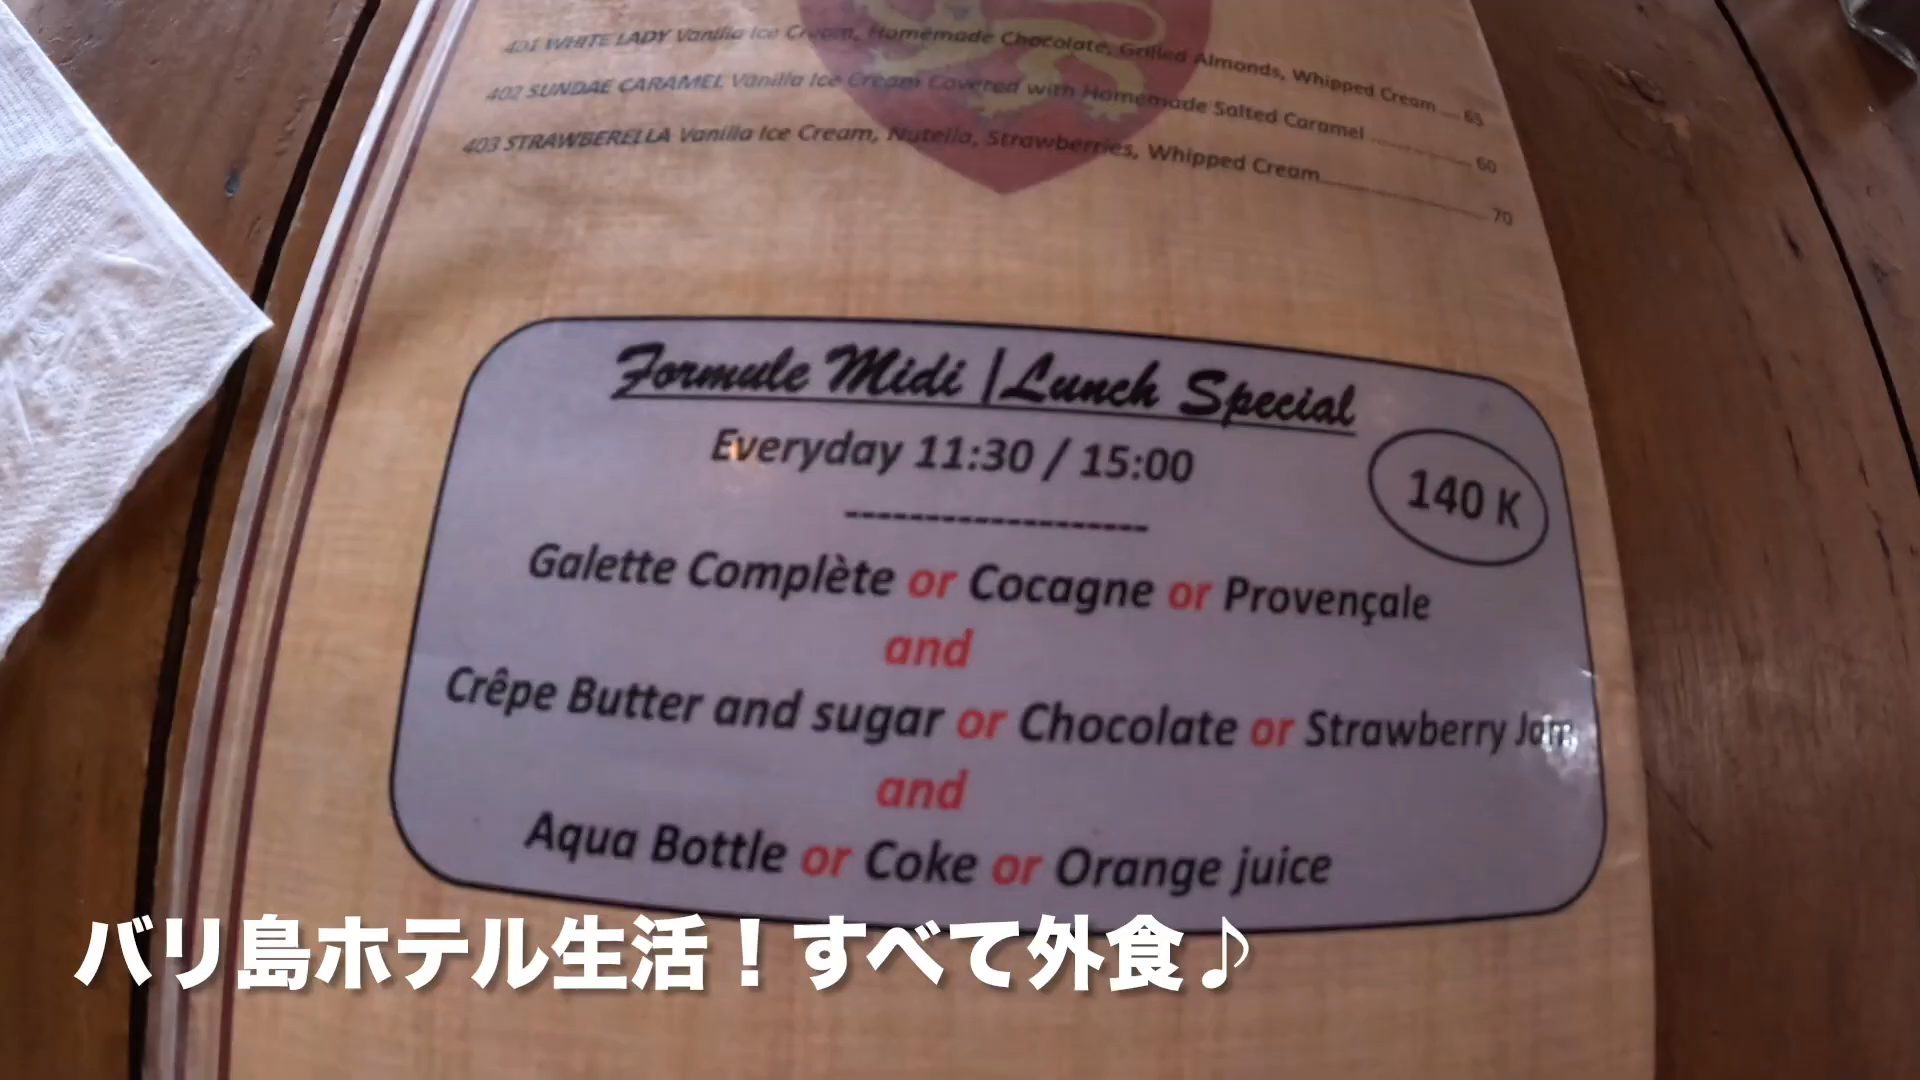 401 WHITE LADY Vanilla Ice Cream, Homemade Chocolate, Grilled Almonds, Whipped Cream .... 65
402 SUNDAE CARAMEL Vanilla Ice Cream Covered with Homemade Salted Caramel .................... 60
403 STRAWBERELLA Vanilla Ice Cream, Nutella, Strawberries, Whipped Cream.............................. 70
Formule Midi | Lunch Special
Everyday 11:30 / 15:00
140 K
--------------------
Galette Complète or Cocagne or Provençale
and
Crêpe Butter and sugar or Chocolate or Strawberry Jam
and
Aqua Bottle or Coke or Orange juice
バリ島ホテル生活！すべて外食♪